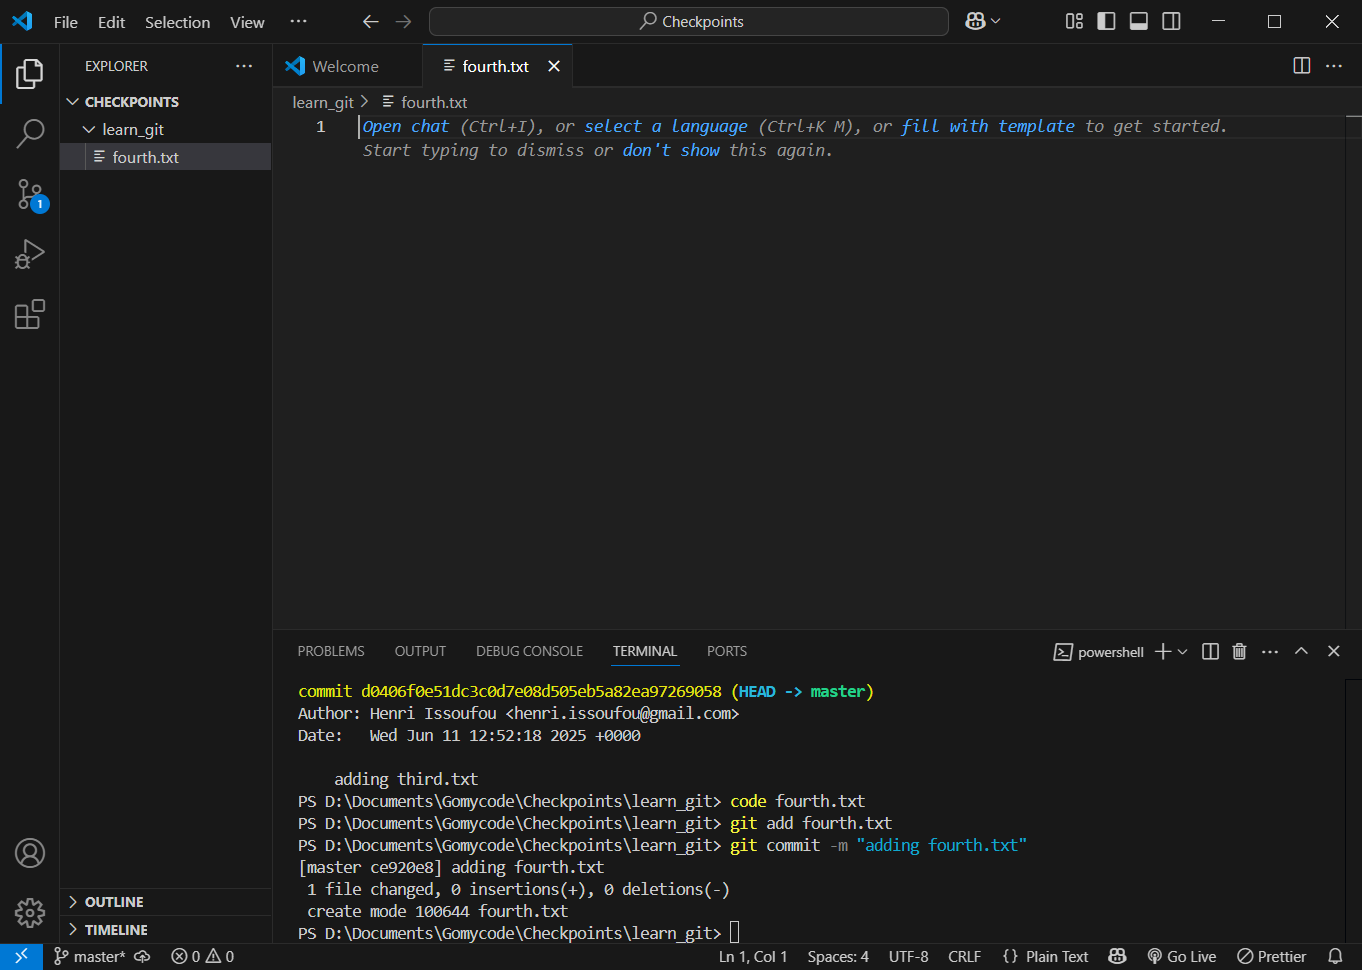 File Edit Selection View ··· Checkpoints
EXPLORER ···
CHECKPOINTS
learn_git
fourth.txt
1
OUTLINE
TIMELINE
Welcome fourth.txt
learn_git > fourth.txt
1 Open chat (Ctrl+I), or select a language (Ctrl+K M), or fill with template to get started.
Start typing to dismiss or don't show this again.
PROBLEMS OUTPUT DEBUG CONSOLE TERMINAL PORTS powershell
commit d0406f0e51dc3c0d7e08d505eb5a82ea97269058 (HEAD -> master)
Author: Henri Issoufou <henri.issoufou@gmail.com>
Date:   Wed Jun 11 12:52:18 2025 +0000
adding third.txt
PS D:\Documents\Gomycode\Checkpoints\learn_git> code fourth.txt
PS D:\Documents\Gomycode\Checkpoints\learn_git> git add fourth.txt
PS D:\Documents\Gomycode\Checkpoints\learn_git> git commit -m "adding fourth.txt"
[master ce920e8] adding fourth.txt
1 file changed, 0 insertions(+), 0 deletions(-)
create mode 100644 fourth.txt
PS D:\Documents\Gomycode\Checkpoints\learn_git>
master* 0 0 Ln 1, Col 1 Spaces: 4 UTF-8 CRLF {} Plain Text Go Live Prettier